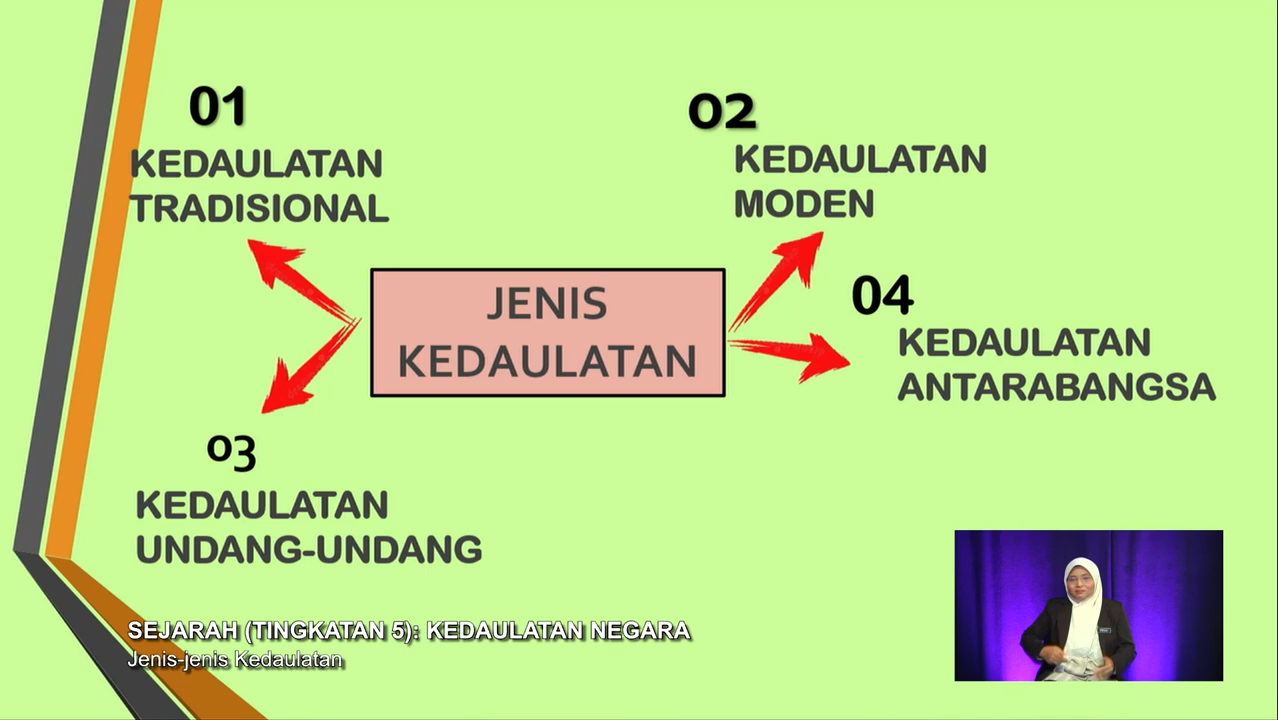 01
KEDAULATAN
TRADISIONAL
02
KEDAULATAN
MODEN
JENIS
KEDAULATAN
03
KEDAULATAN
UNDANG-UNDANG
04
KEDAULATAN
ANTARABANGSA
SEJARAH (TINGKATAN 5): KEDAULATAN NEGARA
Jenis-jenis Kedaulatan